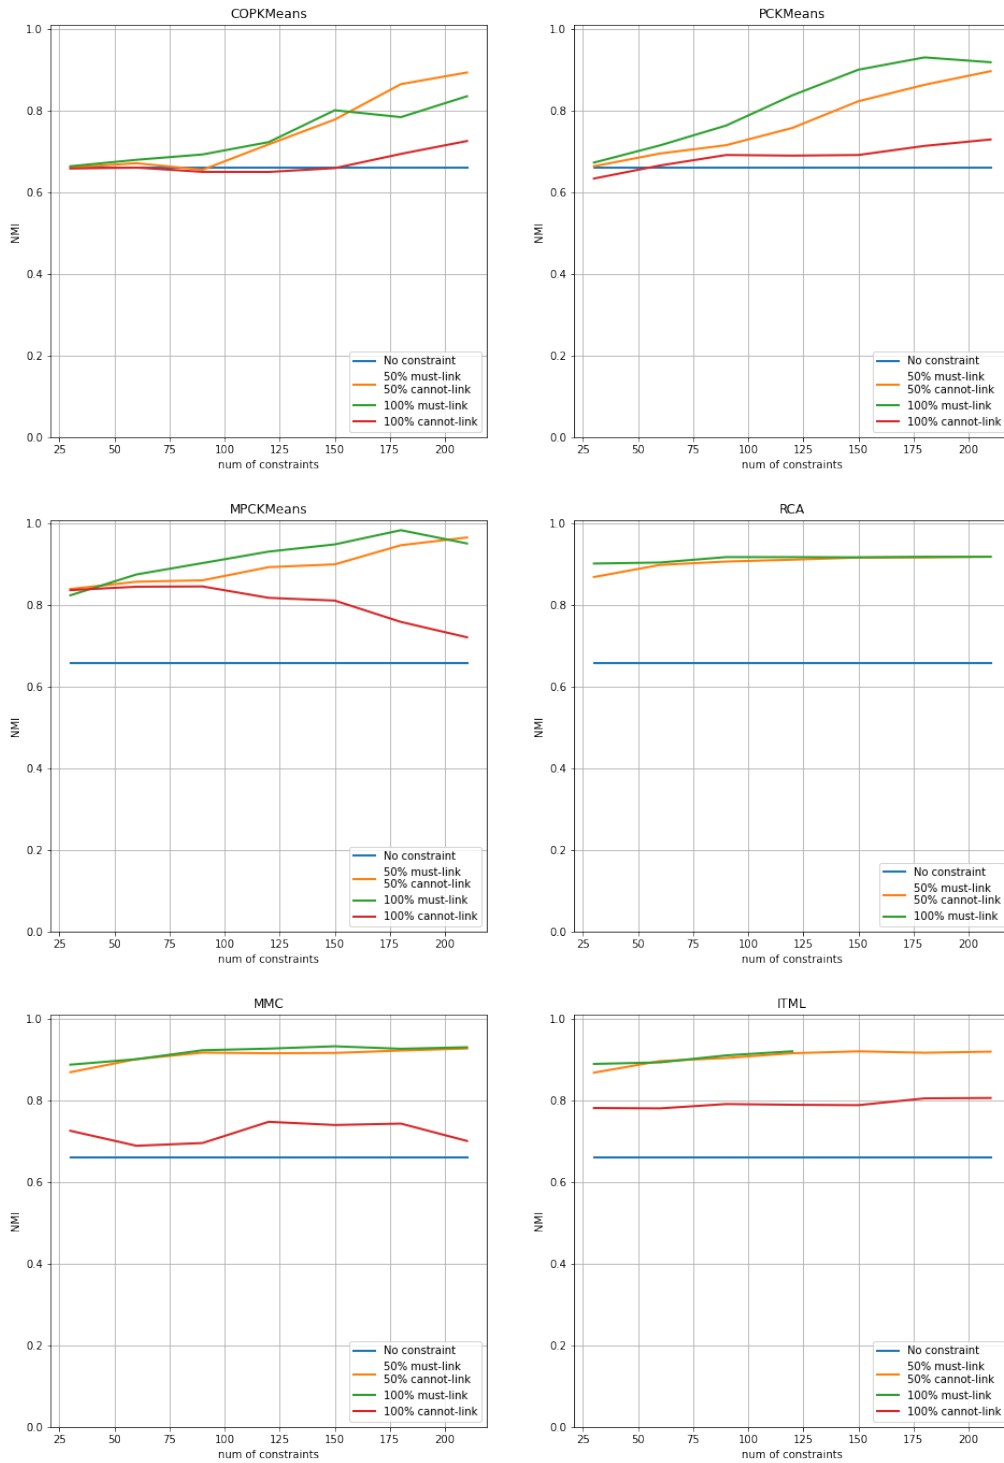 COPKMeans
1.0
0.8
0.6
0.4
0.2
0.0
NMI
25 50 75 100 125 150 175 200
num of constraints
No constraint
50% must-link
50% cannot-link
100% must-link
100% cannot-link
PCKMeans
1.0
0.8
0.6
0.4
0.2
0.0
NMI
25 50 75 100 125 150 175 200
num of constraints
No constraint
50% must-link
50% cannot-link
100% must-link
100% cannot-link
MPCKMeans
1.0
0.8
0.6
0.4
0.2
0.0
NMI
25 50 75 100 125 150 175 200
num of constraints
No constraint
50% must-link
50% cannot-link
100% must-link
100% cannot-link
RCA
1.0
0.8
0.6
0.4
0.2
0.0
NMI
25 50 75 100 125 150 175 200
num of constraints
No constraint
50% must-link
50% cannot-link
100% must-link
MMC
1.0
0.8
0.6
0.4
0.2
0.0
NMI
25 50 75 100 125 150 175 200
num of constraints
No constraint
50% must-link
50% cannot-link
100% must-link
100% cannot-link
ITML
1.0
0.8
0.6
0.4
0.2
0.0
NMI
25 50 75 100 125 150 175 200
num of constraints
No constraint
50% must-link
50% cannot-link
100% must-link
100% cannot-link